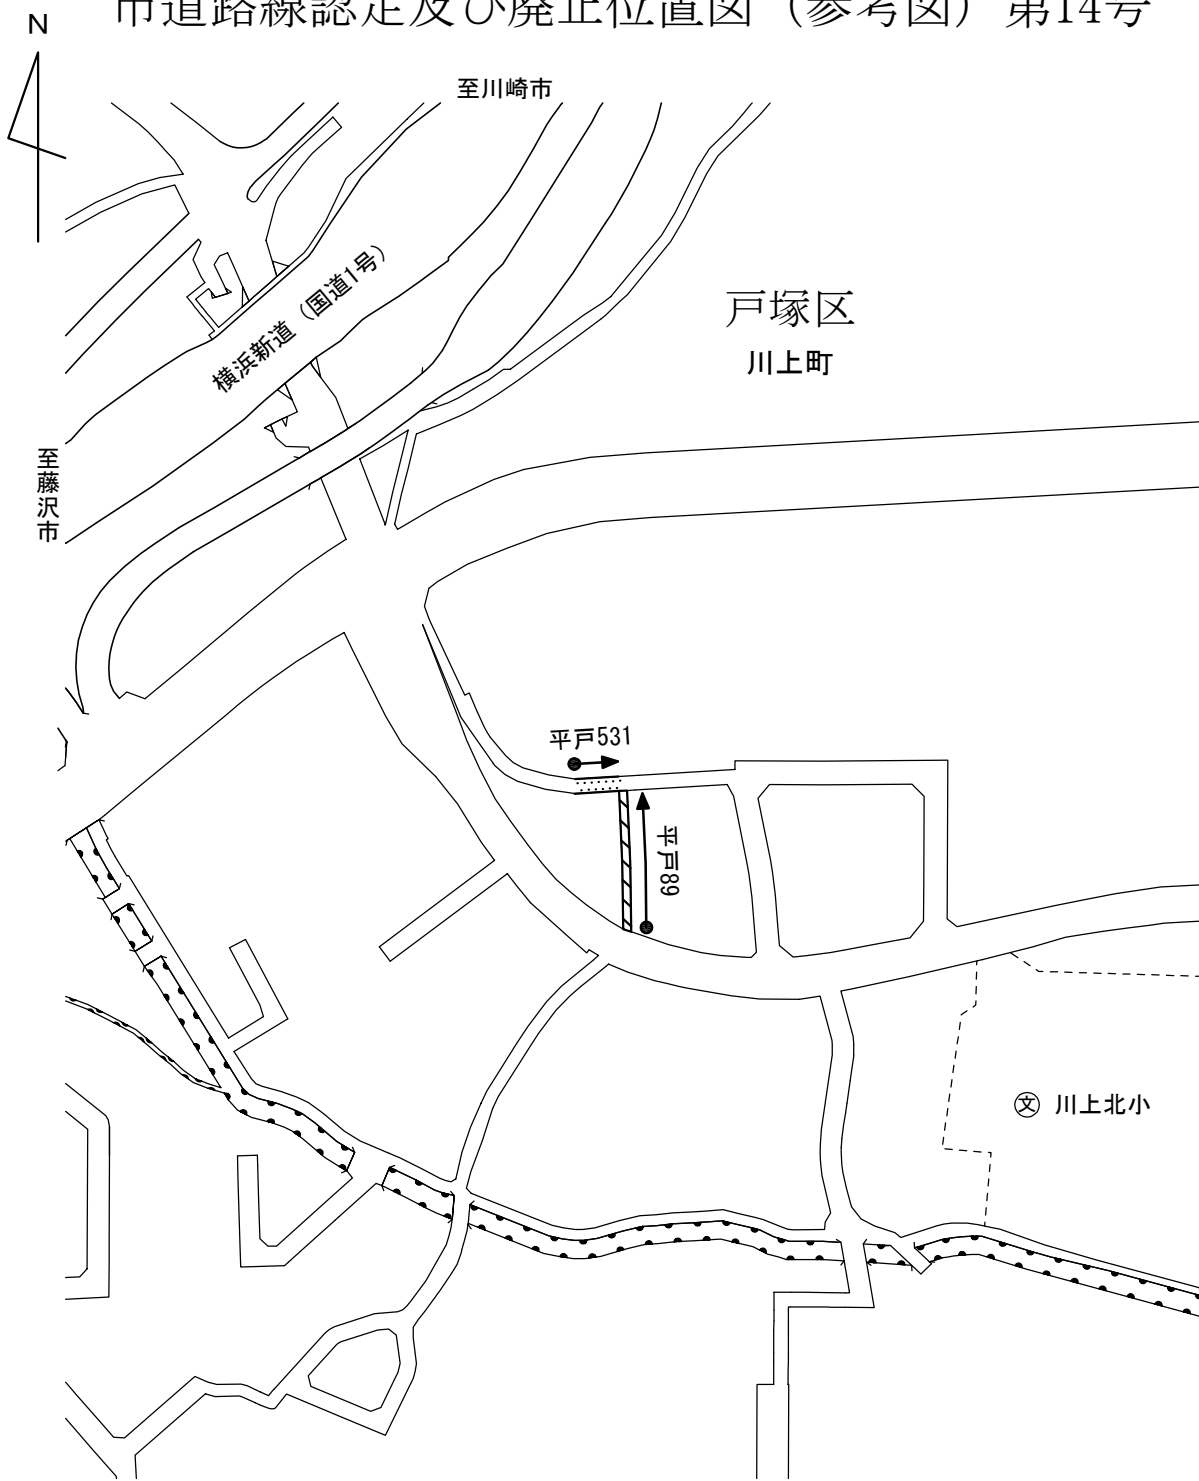 市道路線認定及び廃止位置図（参考図）第14号
N
至川崎市
横浜新道（国道1号）
戸塚区
川上町
至藤沢市
平戸531
平戸89
文 川上北小